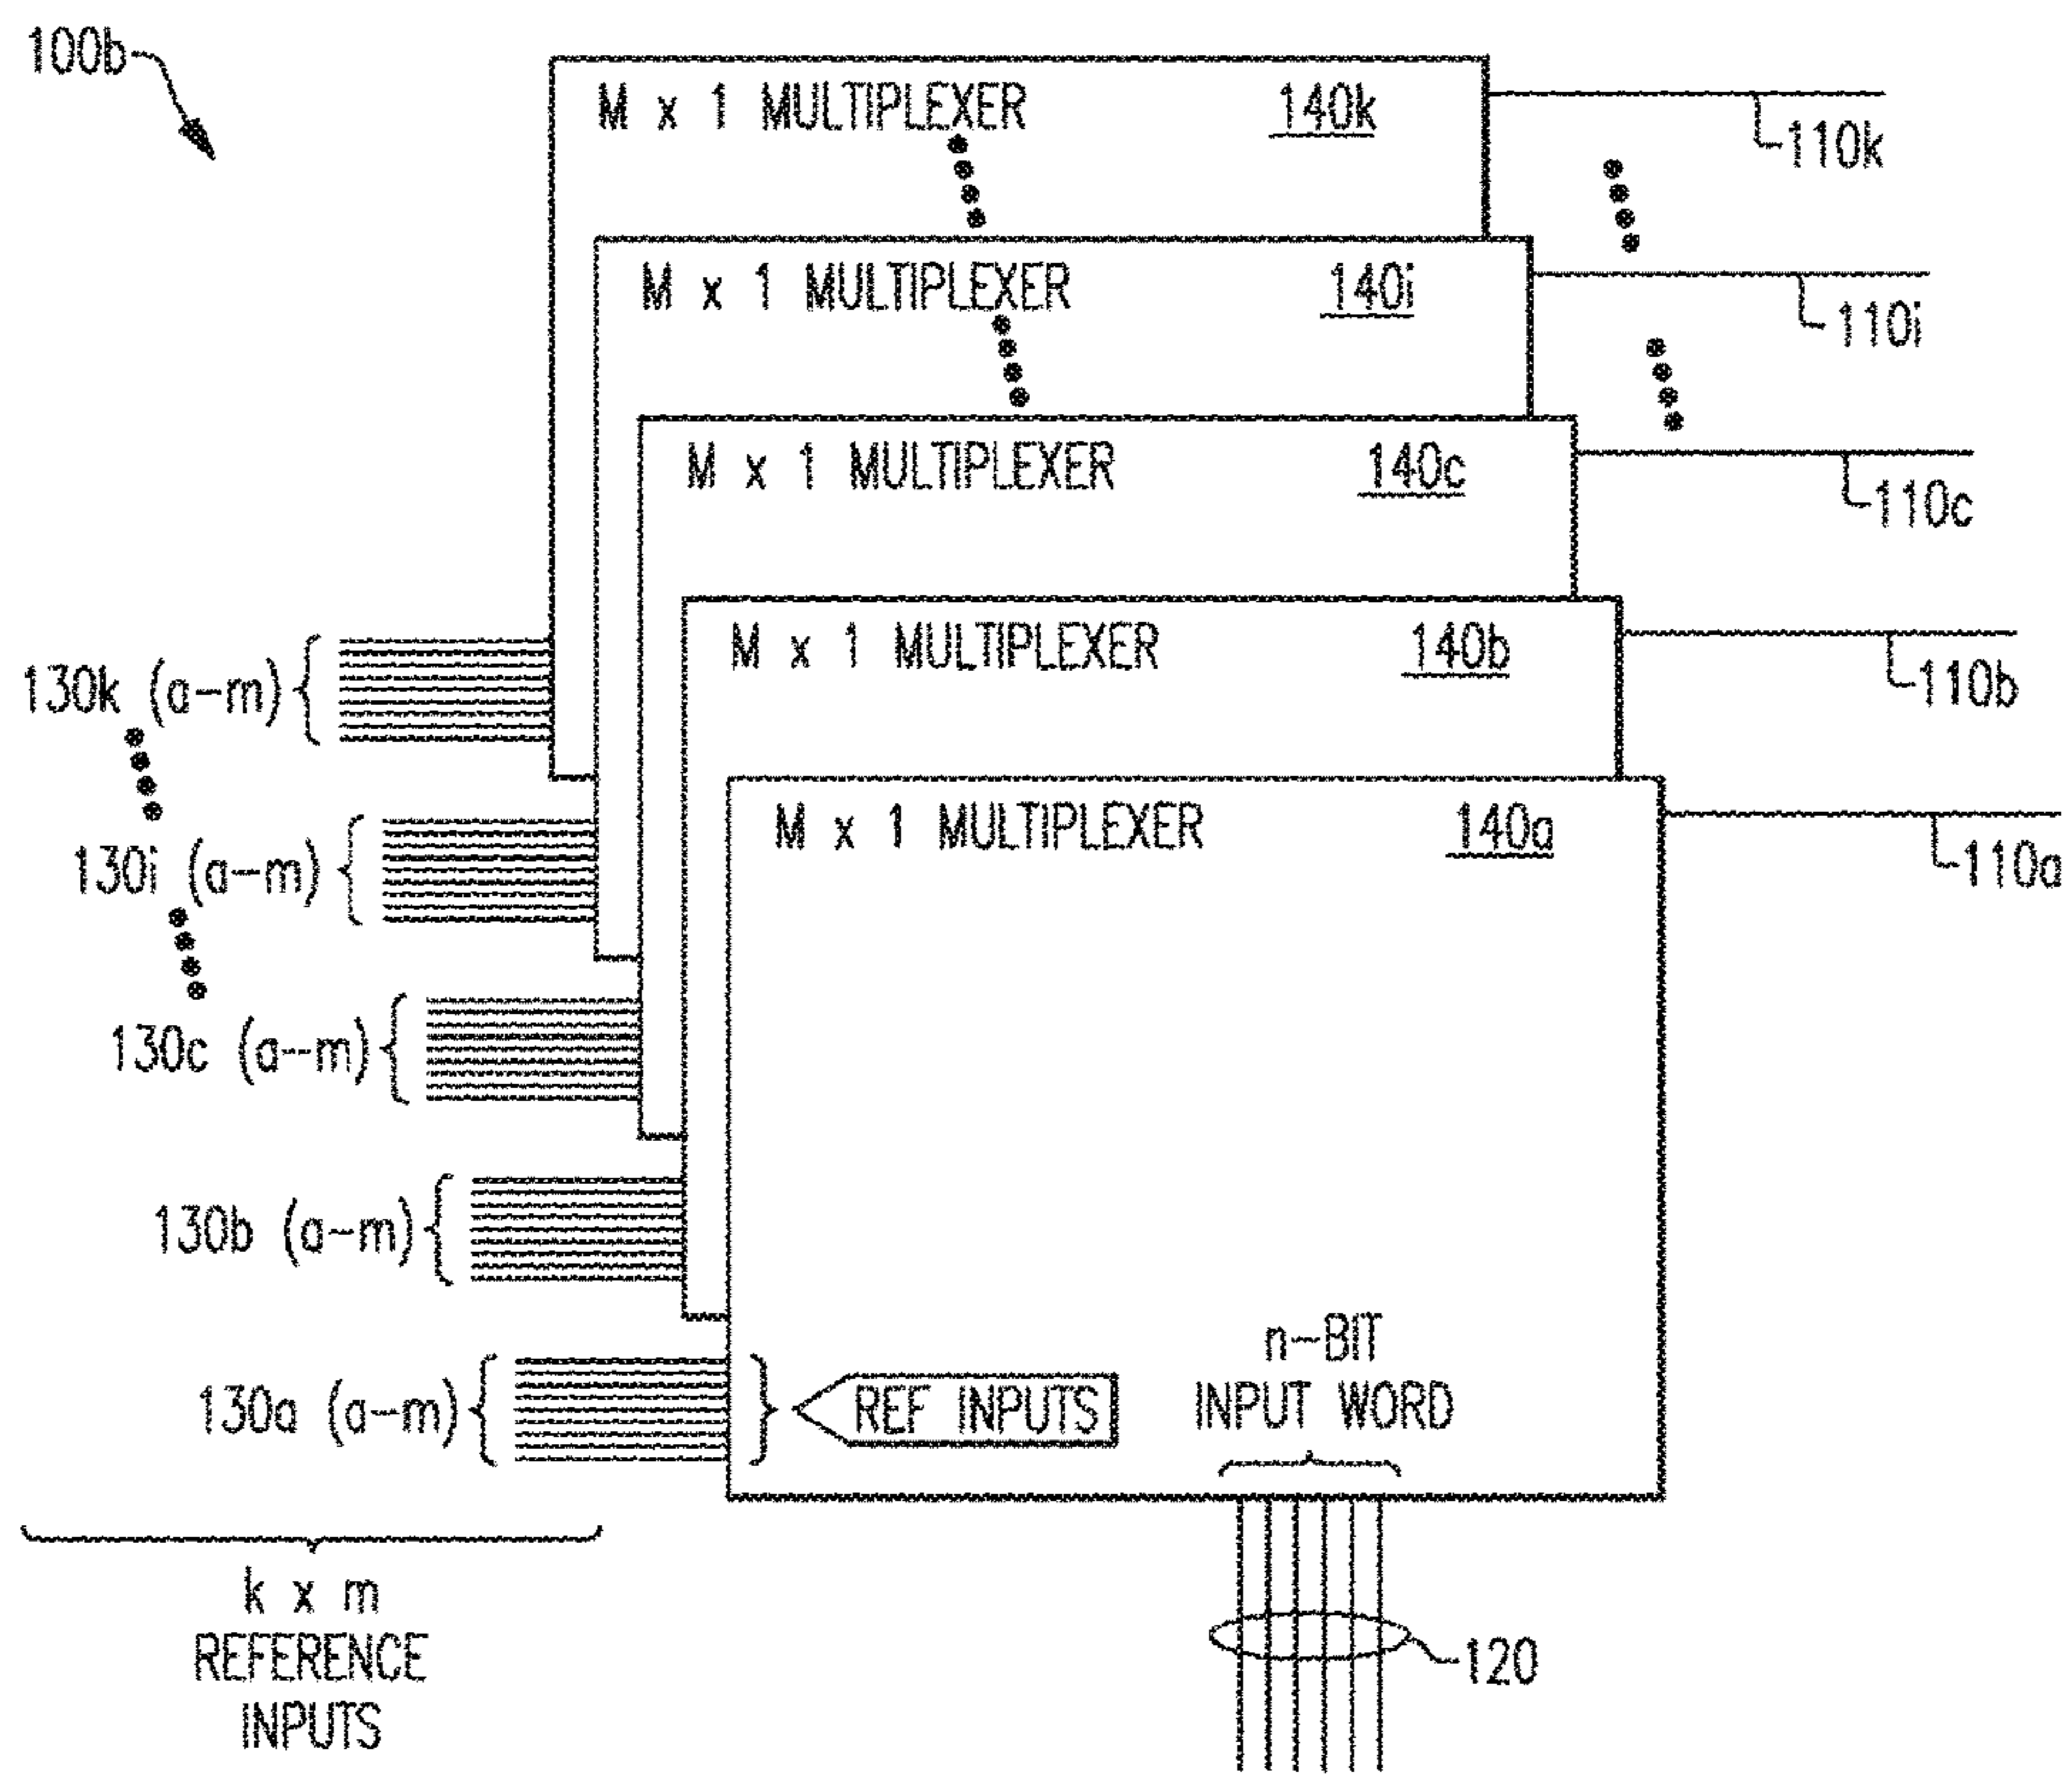 100b
M x 1 MULTIPLEXER 140k
110k
M x 1 MULTIPLEXER 140i
110i
M x 1 MULTIPLEXER 140c
110c
M x 1 MULTIPLEXER 140b
110b
130k (a-m)
M x 1 MULTIPLEXER 140a
110a
130i (a-m)
130c (a--m)
130b (a-m)
130a (a-m)
REF INPUTS
n-BIT
INPUT WORD
k x m
REFERENCE
INPUTS
120